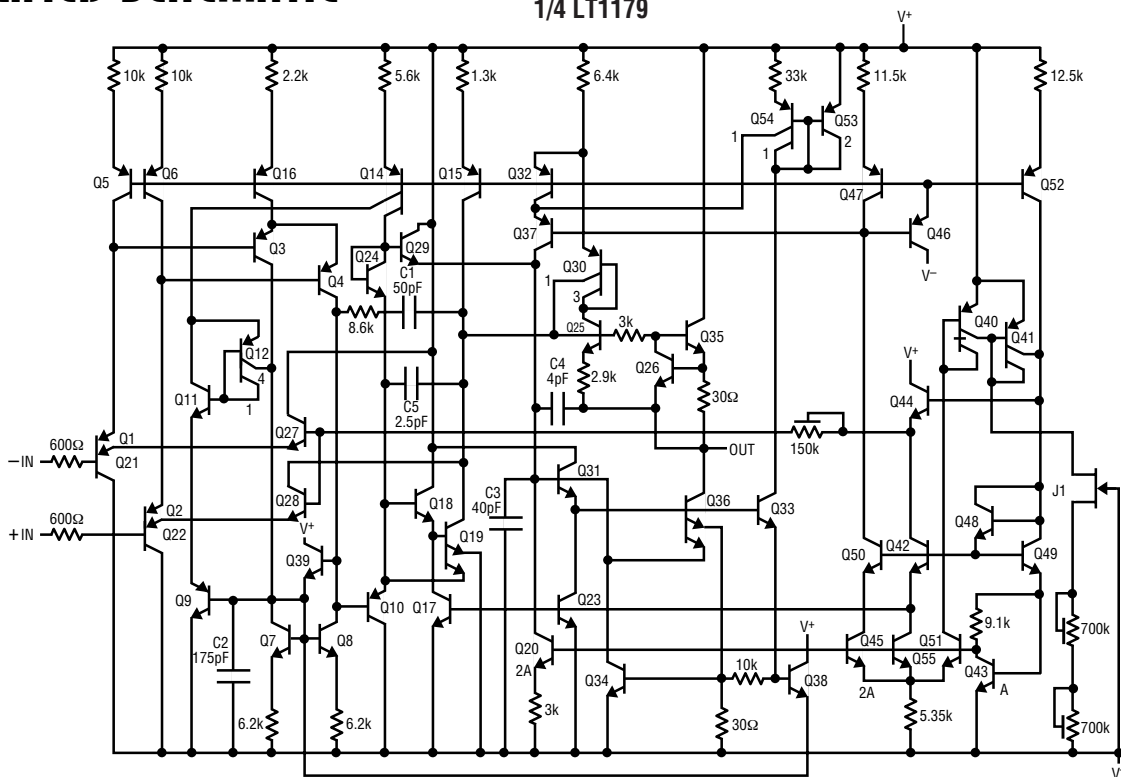 1/4 LT1179
V+
10k 10k 2.2k 5.6k 1.3k 6.4k 33k 11.5k 12.5k
Q54 Q53
1 2
1
Q5 Q6 Q16 Q14 Q15 Q32 Q47 Q52
Q3 Q29 Q37 Q46
Q24 Q30 V–
Q4 C1 1
50pF 3
8.6k Q25 3k Q35 Q40 Q41
Q12 C4 Q26 V+
4 4pF 2.9k
Q11 1 C5 30Ω Q44
2.5pF
Q27 150k
600Ω Q1
–IN Q21 OUT
Q31 J1
Q28 Q18 C3 Q36 Q33 Q48
600Ω Q2 V+ 40pF
+IN Q22 Q19
Q39 Q50 Q42 Q49
Q9 Q10 Q17 Q23
9.1k 700k
C2 Q7 Q8 Q20 V+ Q45 Q51
175pF 2A Q34 10k Q38 Q55 Q43 A
2A
6.2k 6.2k 3k 30Ω 5.35k 700k